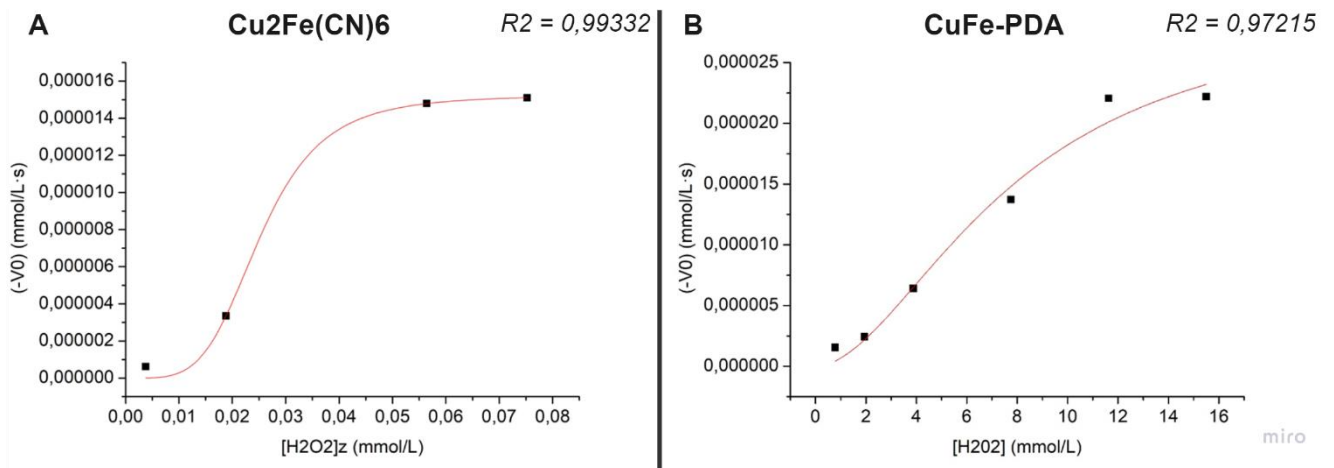 A
Cu2Fe(CN)6
R2 = 0,99332
0,000016
0,000014
0,000012
0,000010
0,000008
0,000006
0,000004
0,000002
0,000000
(-V0) (mmol/L·s)
0,00 0,01 0,02 0,03 0,04 0,05 0,06 0,07 0,08
[H2O2]z (mmol/L)
B
CuFe-PDA
R2 = 0,97215
0,000025
0,000020
0,000015
0,000010
0,000005
0,000000
(-V0) (mmol/L·s)
0 2 4 6 8 10 12 14 16
[H202] (mmol/L)
miro